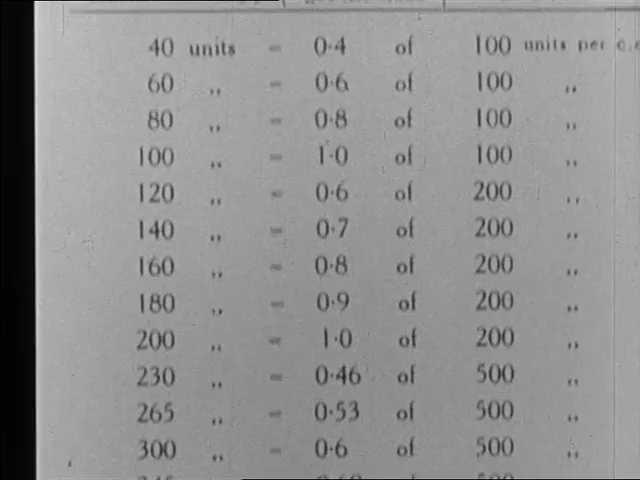 40 units = 0·4 of 100 units per c.c
60 ,, = 0·6 of 100 ,,
80 ,, = 0·8 of 100 ,,
100 ,, = 1·0 of 100 ,,
120 ,, = 0·6 of 200 ,,
140 ,, = 0·7 of 200 ,,
160 ,, = 0·8 of 200 ,,
180 ,, = 0·9 of 200 ,,
200 ,, = 1·0 of 200 ,,
230 ,, = 0·46 of 500 ,,
265 ,, = 0·53 of 500 ,,
300 ,, = 0·6 of 500 ,,